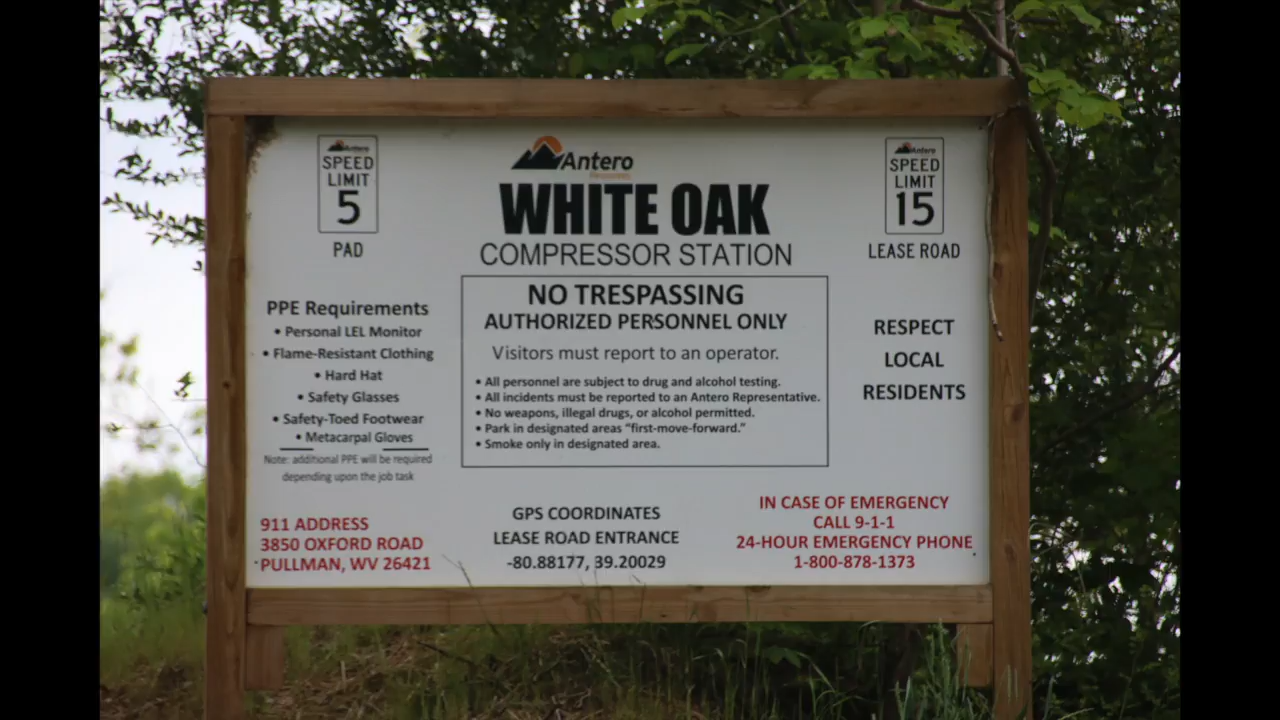 Antero
SPEED
LIMIT
5
PAD
Antero
Resources
WHITE OAK
COMPRESSOR STATION
Antero
SPEED
LIMIT
15
LEASE ROAD
PPE Requirements
• Personal LEL Monitor
• Flame-Resistant Clothing
• Hard Hat
• Safety Glasses
• Safety-Toed Footwear
• Metacarpal Gloves
Note: additional PPE will be required
depending upon the job task
NO TRESPASSING
AUTHORIZED PERSONNEL ONLY
Visitors must report to an operator.
• All personnel are subject to drug and alcohol testing.
• All incidents must be reported to an Antero Representative.
• No weapons, illegal drugs, or alcohol permitted.
• Park in designated areas “first-move-forward.”
• Smoke only in designated area.
RESPECT
LOCAL
RESIDENTS
911 ADDRESS
3850 OXFORD ROAD
PULLMAN, WV 26421
GPS COORDINATES
LEASE ROAD ENTRANCE
-80.88177, 39.20029
IN CASE OF EMERGENCY
CALL 9-1-1
24-HOUR EMERGENCY PHONE
1-800-878-1373